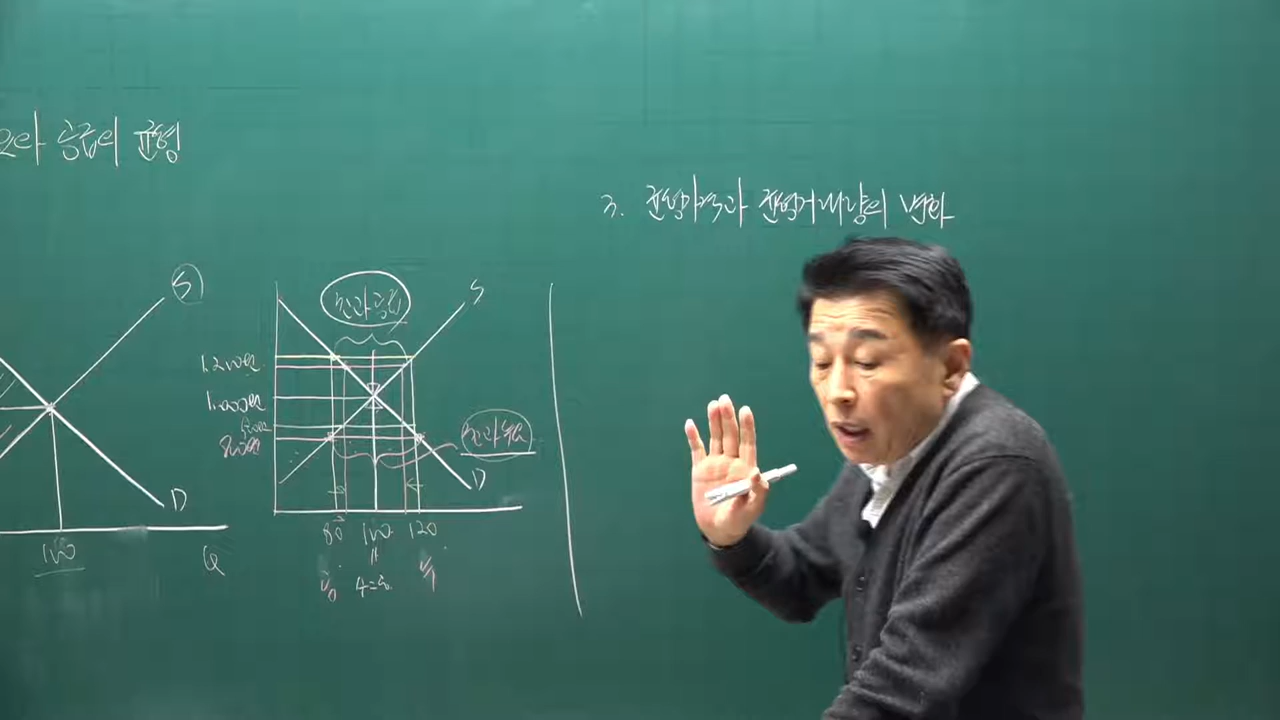 수요와 공급의 균형
3. 균형가격과 균형거래량의 변화
S
D
100
Q
초과공급
S
1,200원
1,000원
800원
초과수요
D
80 100 120
수=공